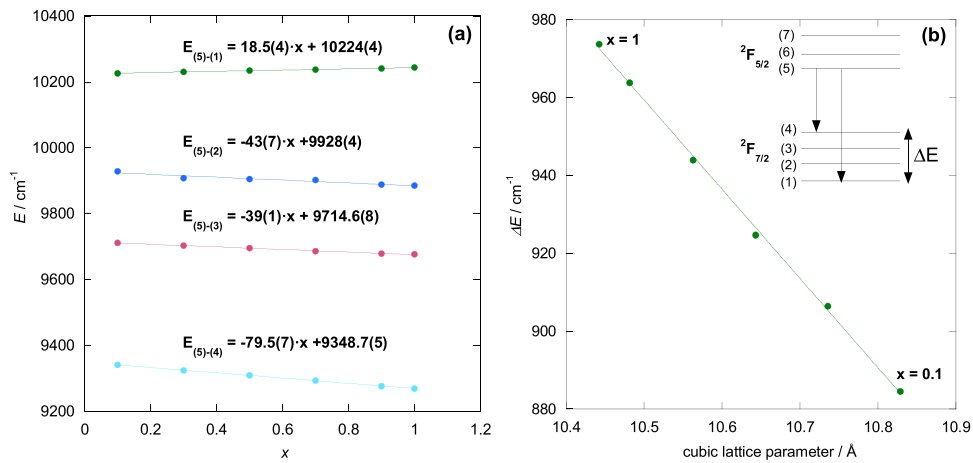 (a)
E(5)-(1) = 18.5(4)·x + 10224(4)
E(5)-(2) = -43(7)·x +9928(4)
E(5)-(3) = -39(1)·x + 9714.6(8)
E(5)-(4) = -79.5(7)·x +9348.7(5)
10400
10200
10000
9800
9600
9400
9200
E / cm-1
0
0.2
0.4
0.6
0.8
1
1.2
x
(b)
x = 1
x = 0.1
(7)
(6)
(5)
2F5/2
(4)
(3)
(2)
(1)
2F7/2
ΔE
980
960
940
920
900
880
ΔE / cm-1
10.4
10.5
10.6
10.7
10.8
10.9
cubic lattice parameter / Å